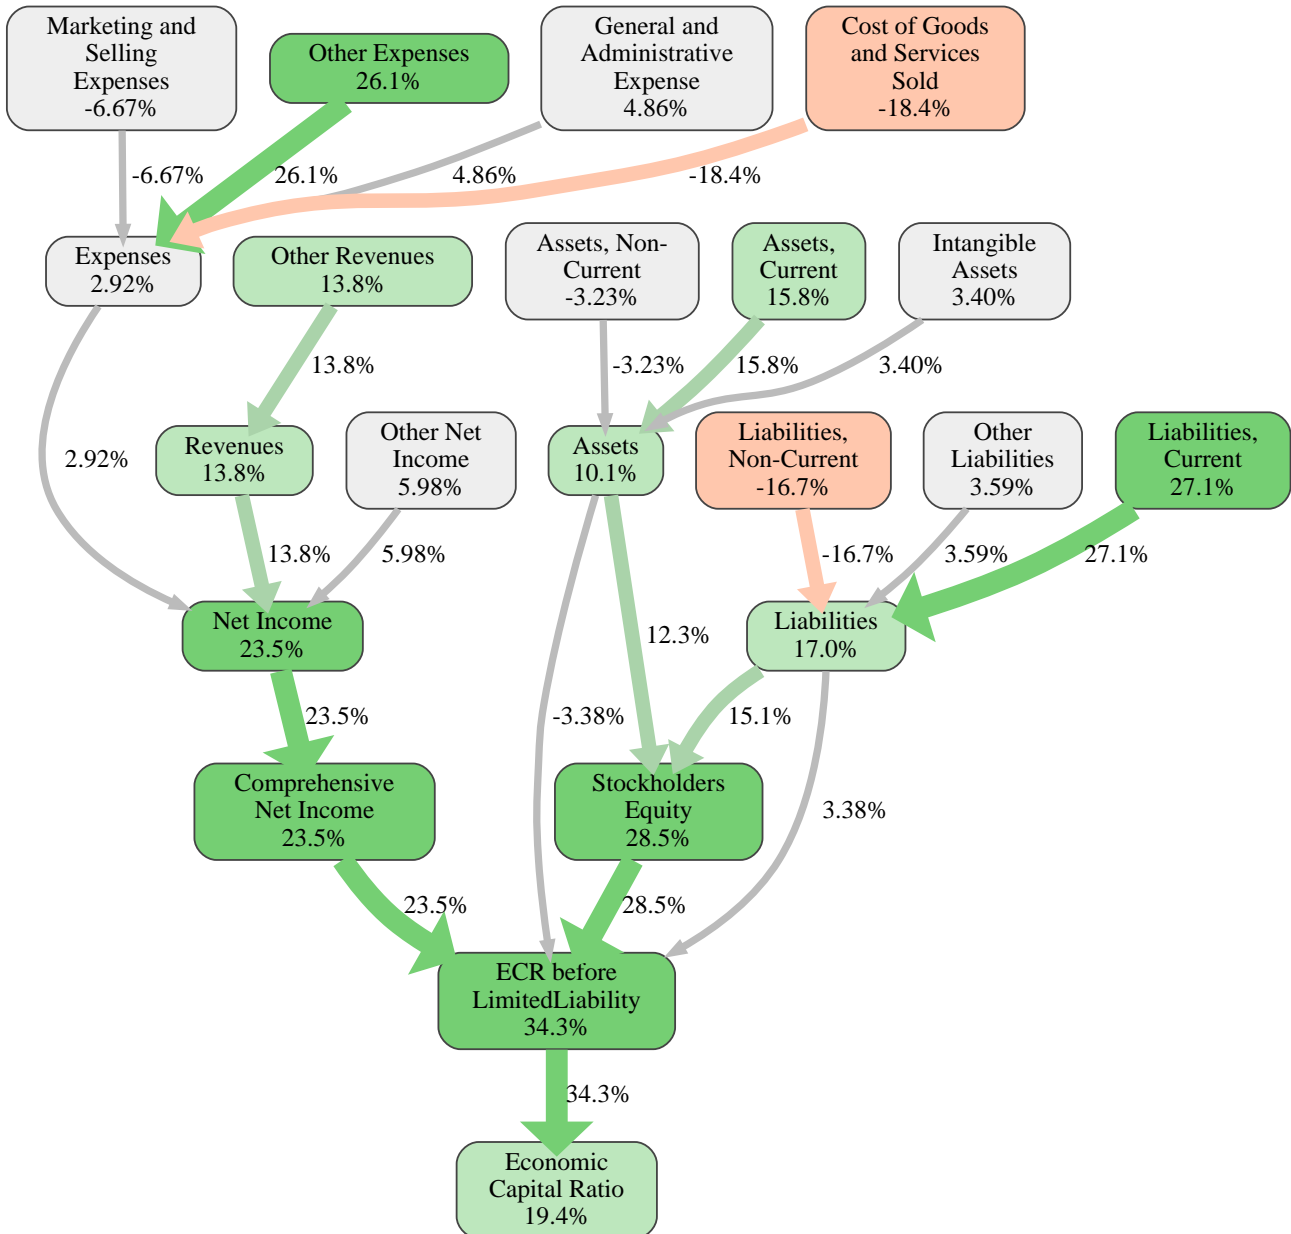 Marketing and
Selling
Expenses
-6.67%
Other Expenses
26.1%
General and
Administrative
Expense
4.86%
Cost of Goods
and Services
Sold
-18.4%
-6.67%
26.1%
4.86%
-18.4%
Expenses
2.92%
Other Revenues
13.8%
Assets, Non-
Current
-3.23%
Assets,
Current
15.8%
Intangible
Assets
3.40%
13.8%
-3.23%
15.8%
3.40%
2.92%
Revenues
13.8%
Other Net
Income
5.98%
Assets
10.1%
Liabilities,
Non-Current
-16.7%
Other
Liabilities
3.59%
Liabilities,
Current
27.1%
13.8%
5.98%
-16.7%
3.59%
27.1%
Net Income
23.5%
12.3%
Liabilities
17.0%
23.5%
-3.38%
15.1%
Comprehensive
Net Income
23.5%
Stockholders
Equity
28.5%
3.38%
23.5%
28.5%
ECR before
LimitedLiability
34.3%
34.3%
Economic
Capital Ratio
19.4%